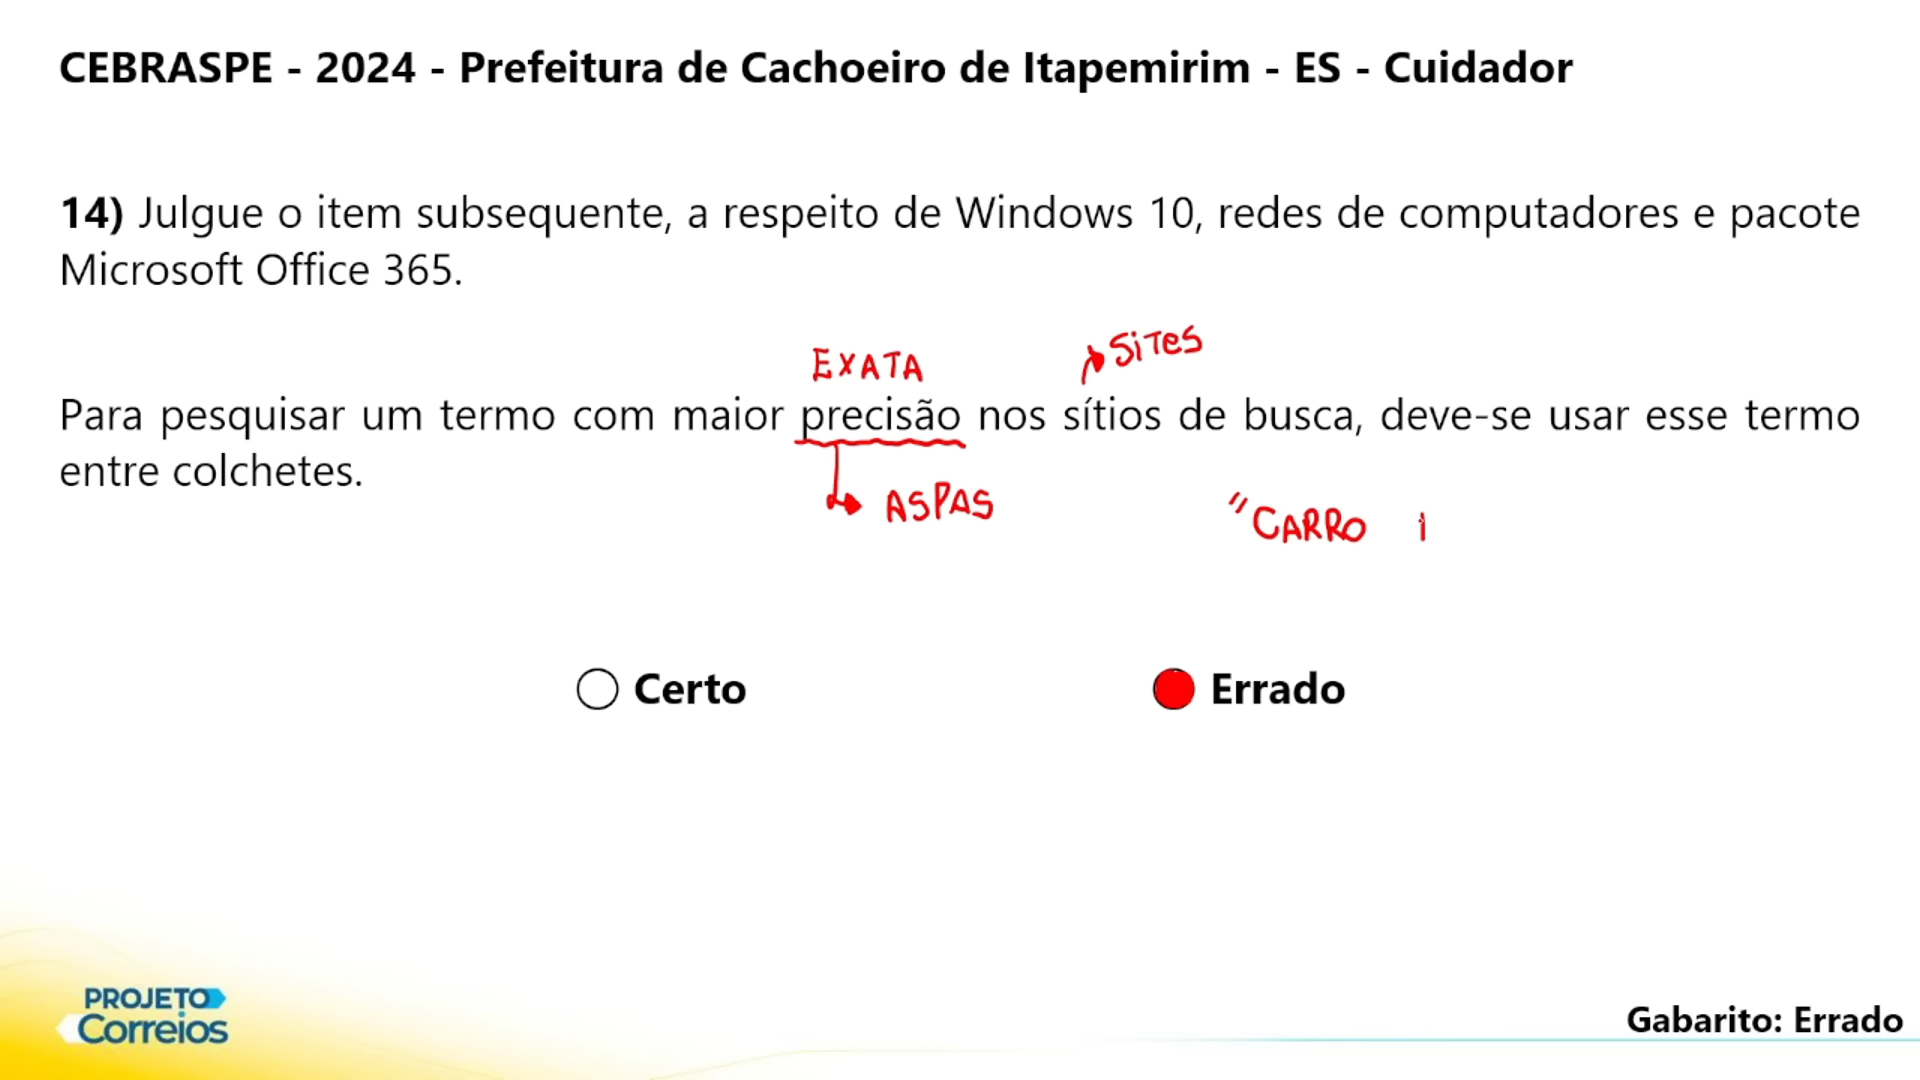 CEBRASPE - 2024 - Prefeitura de Cachoeiro de Itapemirim - ES - Cuidador
14) Julgue o item subsequente, a respeito de Windows 10, redes de computadores e pacote
Microsoft Office 365.
EXATA
SiTeS
Para pesquisar um termo com maior precisão nos sítios de busca, deve-se usar esse termo
entre colchetes.
ASPAS
"CARRO
Certo
Errado
PROJETO
Correios
Gabarito: Errado